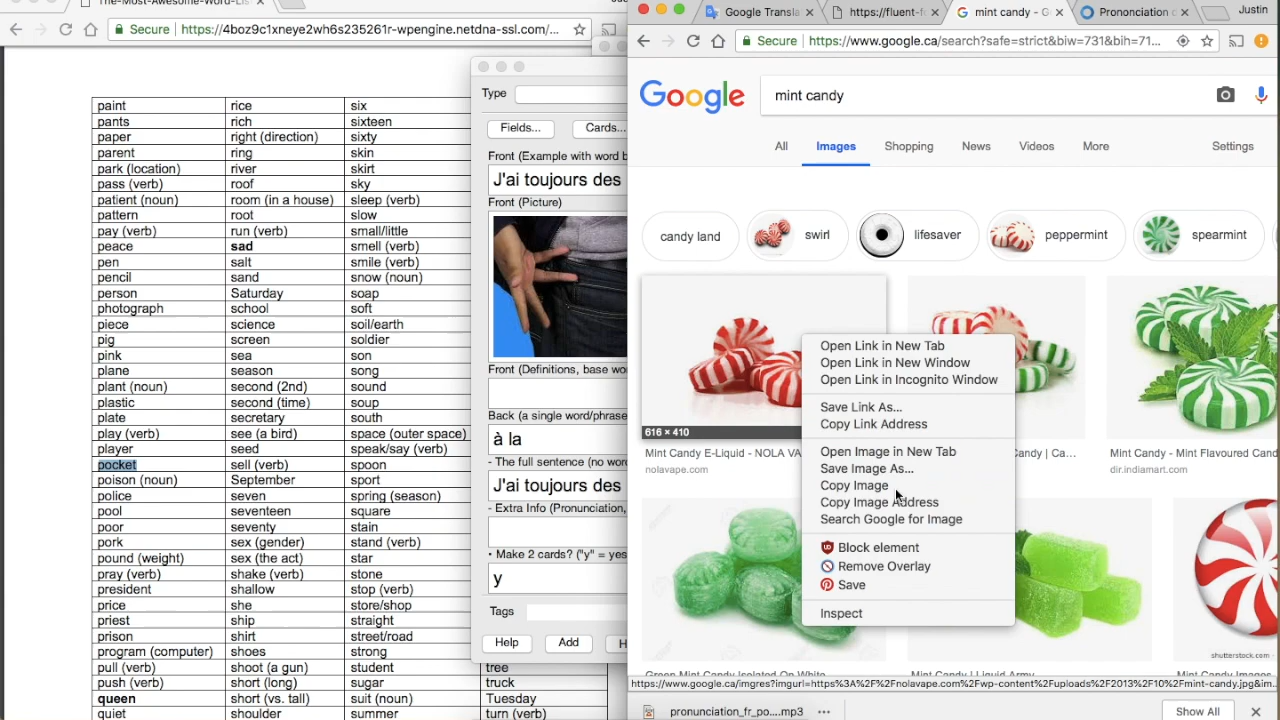 The-Most-Awesome-Word-Lis
Secure
https://4boz9c1xneye2wh6s235261r-wpengine.netdna-ssl.com/...
paint rice six
pants rich sixteen
paper right (direction) sixty
parent ring skin
park (location) river skirt
pass (verb) roof sky
patient (noun) room (in a house) sleep (verb)
pattern root slow
pay (verb) run (verb) small/little
peace sad smell (verb)
pen salt smile (verb)
pencil sand snow (noun)
person Saturday soap
photograph school soft
piece science soil/earth
pig screen soldier
pink sea son
plane season song
plant (noun) second (2nd) sound
plastic second (time) soup
plate secretary south
play (verb) see (a bird) space (outer space)
player seed speak/say (verb)
pocket sell (verb) spoon
poison (noun) September sport
police seven spring (season)
pool seventeen square
poor seventy stain
pork sex (gender) stand (verb)
pound (weight) sex (the act) star
pray (verb) shake (verb) stone
president shallow stop (verb)
price she store/shop
priest ship straight
prison shirt street/road
program (computer) shoes strong
pull (verb) shoot (a gun) student tree
push (verb) short (long) sugar truck
queen short (vs. tall) suit (noun) Tuesday
quiet shoulder summer turn (verb)
Type
Fields... Cards...
Front (Example with word b
J'ai toujours des
Front (Picture)
Front (Definitions, base wo
Back (a single word/phrase
à la
- The full sentence (no wor
J'ai toujours des
- Extra Info (Pronunciation,
• Make 2 cards? ("y" = yes
y
Tags
Help Add H
Google Transla https://fluent-f mint candy - G Pronunciation c Justin
Secure https://www.google.ca/search?safe=strict&biw=731&bih=71...
Google mint candy
All Images Shopping News Videos More Settings
candy land swirl lifesaver peppermint spearmint
616 × 410
Mint Candy E-Liquid - NOLA VA
nolavape.com
Candy | Ca...
Mint Candy - Mint Flavoured Cand
dir.indiamart.com
Open Link in New Tab
Open Link in New Window
Open Link in Incognito Window
Save Link As...
Copy Link Address
Open Image in New Tab
Save Image As...
Copy Image
Copy Image Address
Search Google for Image
Block element
Remove Overlay
Save
Inspect
shutterstock.com
https://www.google.ca/imgres?imgurl=https%3A%2F%2Fnolavape.com%2Fwp-content%2Fuploads%2F2013%2F10%2Fmint-candy.jpg&im...
pronunciation_fr_po....mp3
Show All